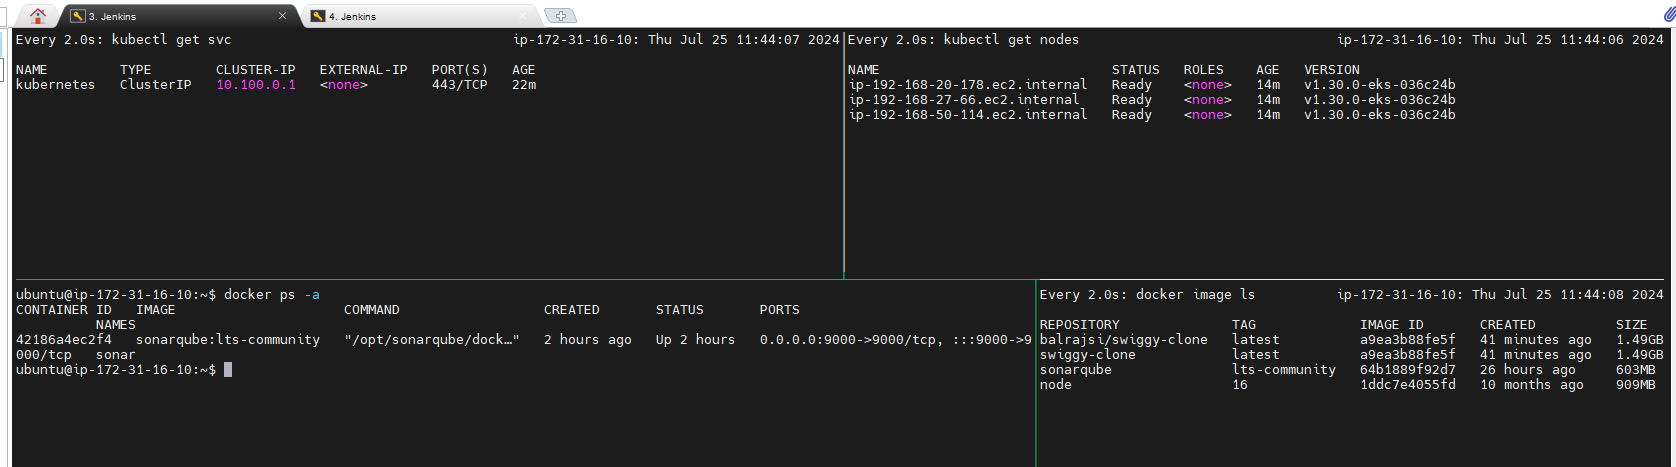 3. Jenkins
4. Jenkins
Every 2.0s: kubectl get svc ip-172-31-16-10: Thu Jul 25 11:44:07 2024
NAME TYPE CLUSTER-IP EXTERNAL-IP PORT(S) AGE
kubernetes ClusterIP 10.100.0.1 <none> 443/TCP 22m
Every 2.0s: kubectl get nodes ip-172-31-16-10: Thu Jul 25 11:44:06 2024
NAME STATUS ROLES AGE VERSION
ip-192-168-20-178.ec2.internal Ready <none> 14m v1.30.0-eks-036c24b
ip-192-168-27-66.ec2.internal Ready <none> 14m v1.30.0-eks-036c24b
ip-192-168-50-114.ec2.internal Ready <none> 14m v1.30.0-eks-036c24b
ubuntu@ip-172-31-16-10:~$ docker ps -a
CONTAINER ID IMAGE COMMAND CREATED STATUS PORTS
NAMES
42186a4ec2f4 sonarqube:lts-community "/opt/sonarqube/dock…" 2 hours ago Up 2 hours 0.0.0.0:9000->9000/tcp, :::9000->9
000/tcp sonar
ubuntu@ip-172-31-16-10:~$
Every 2.0s: docker image ls ip-172-31-16-10: Thu Jul 25 11:44:08 2024
REPOSITORY TAG IMAGE ID CREATED SIZE
balrajsi/swiggy-clone latest a9ea3b88fe5f 41 minutes ago 1.49GB
swiggy-clone latest a9ea3b88fe5f 41 minutes ago 1.49GB
sonarqube lts-community 64b1889f92d7 26 hours ago 603MB
node 16 1ddc7e4055fd 10 months ago 909MB